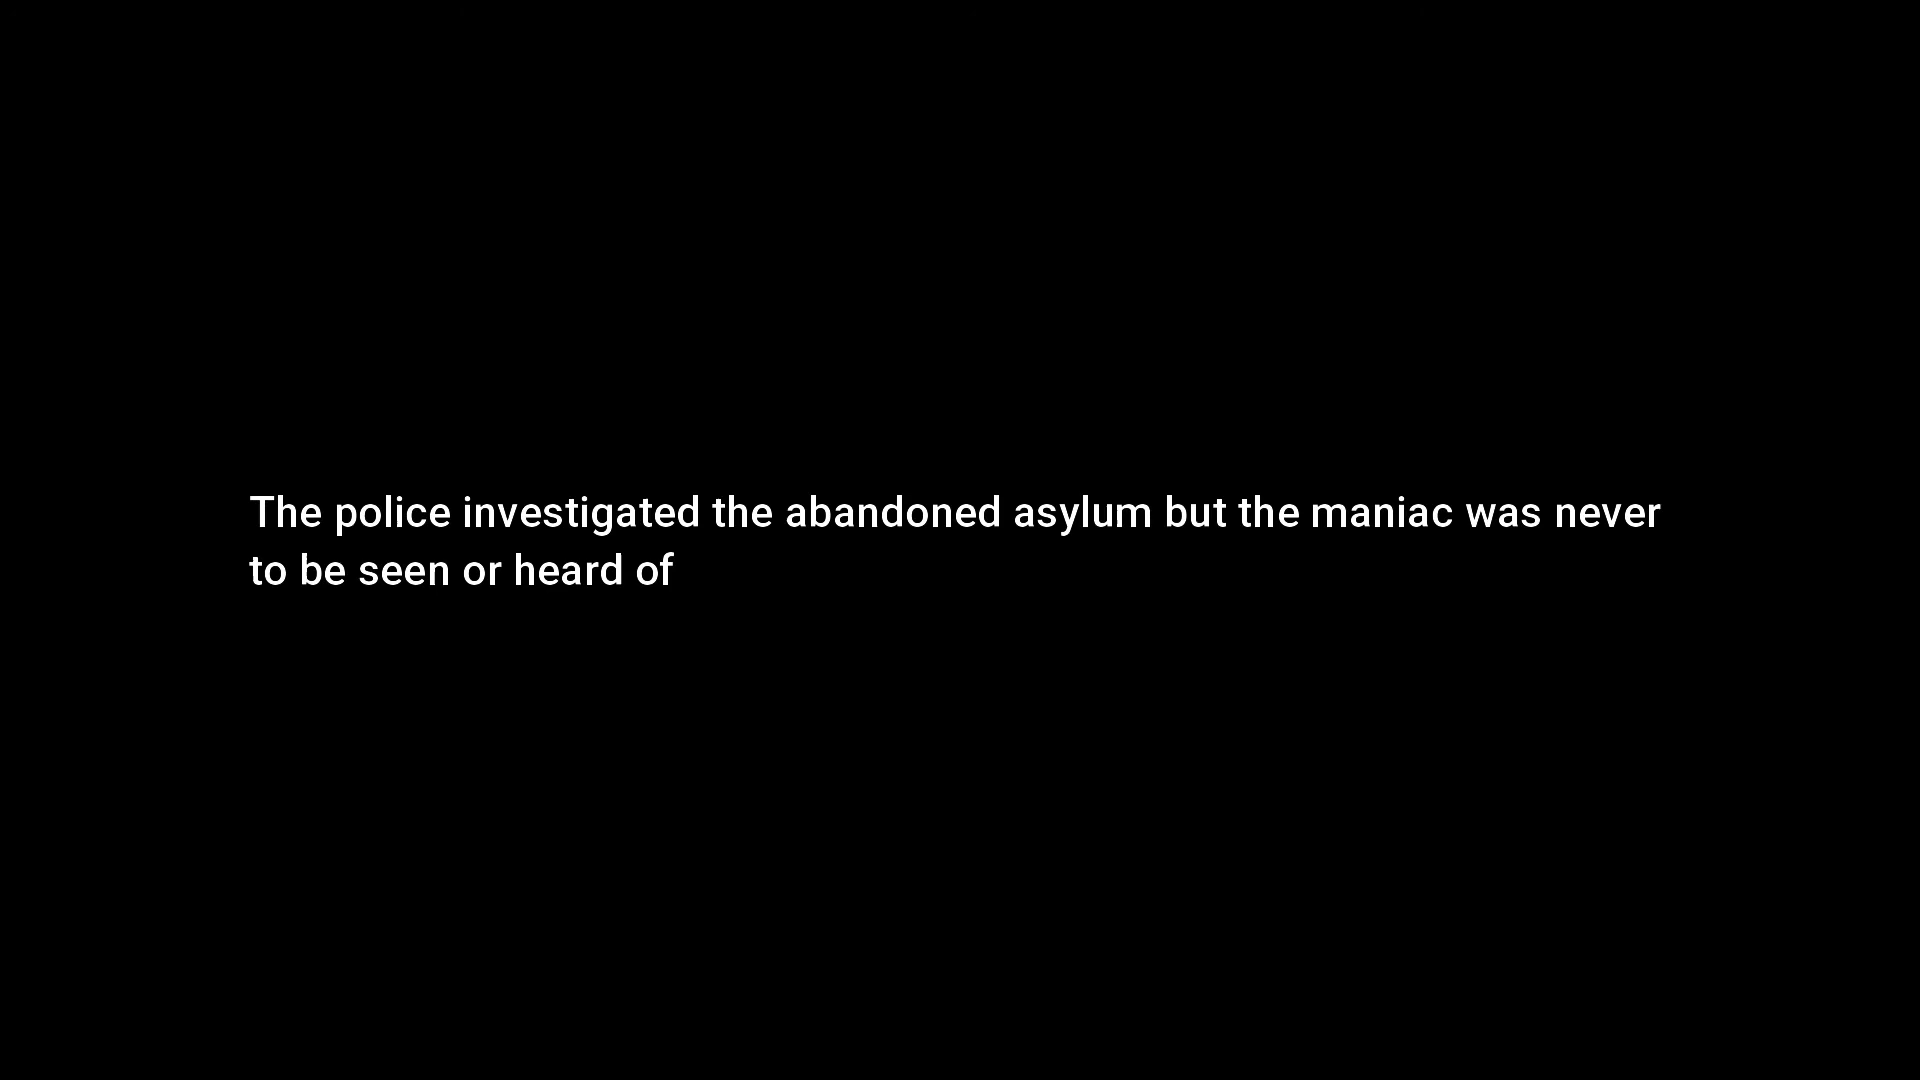 The police investigated the abandoned asylum but the maniac was never
to be seen or heard of